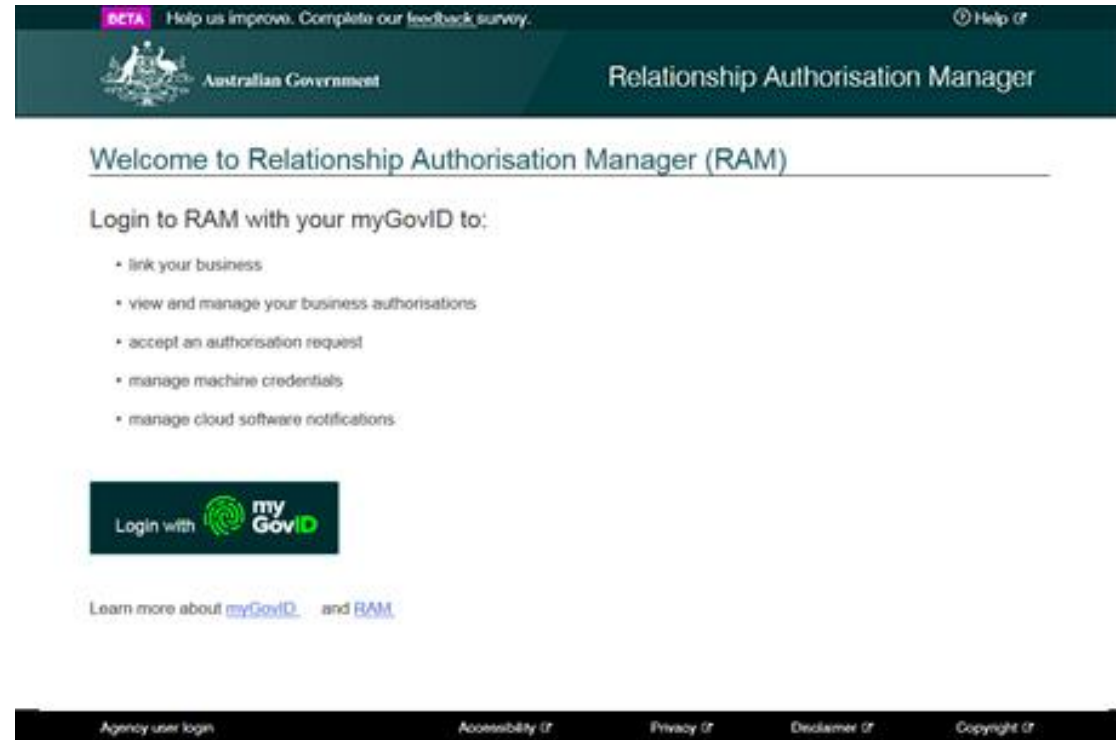 BETA Help us improve. Complete our feedback survey. Help
Australian Government Relationship Authorisation Manager
Welcome to Relationship Authorisation Manager (RAM)
Login to RAM with your myGovID to:
• link your business
• view and manage your business authorisations
• accept an authorisation request
• manage machine credentials
• manage cloud software notifications
Login with myGovID
Learn more about myGovID and RAM
Agency user login Accessibility Privacy Disclaimer Copyright